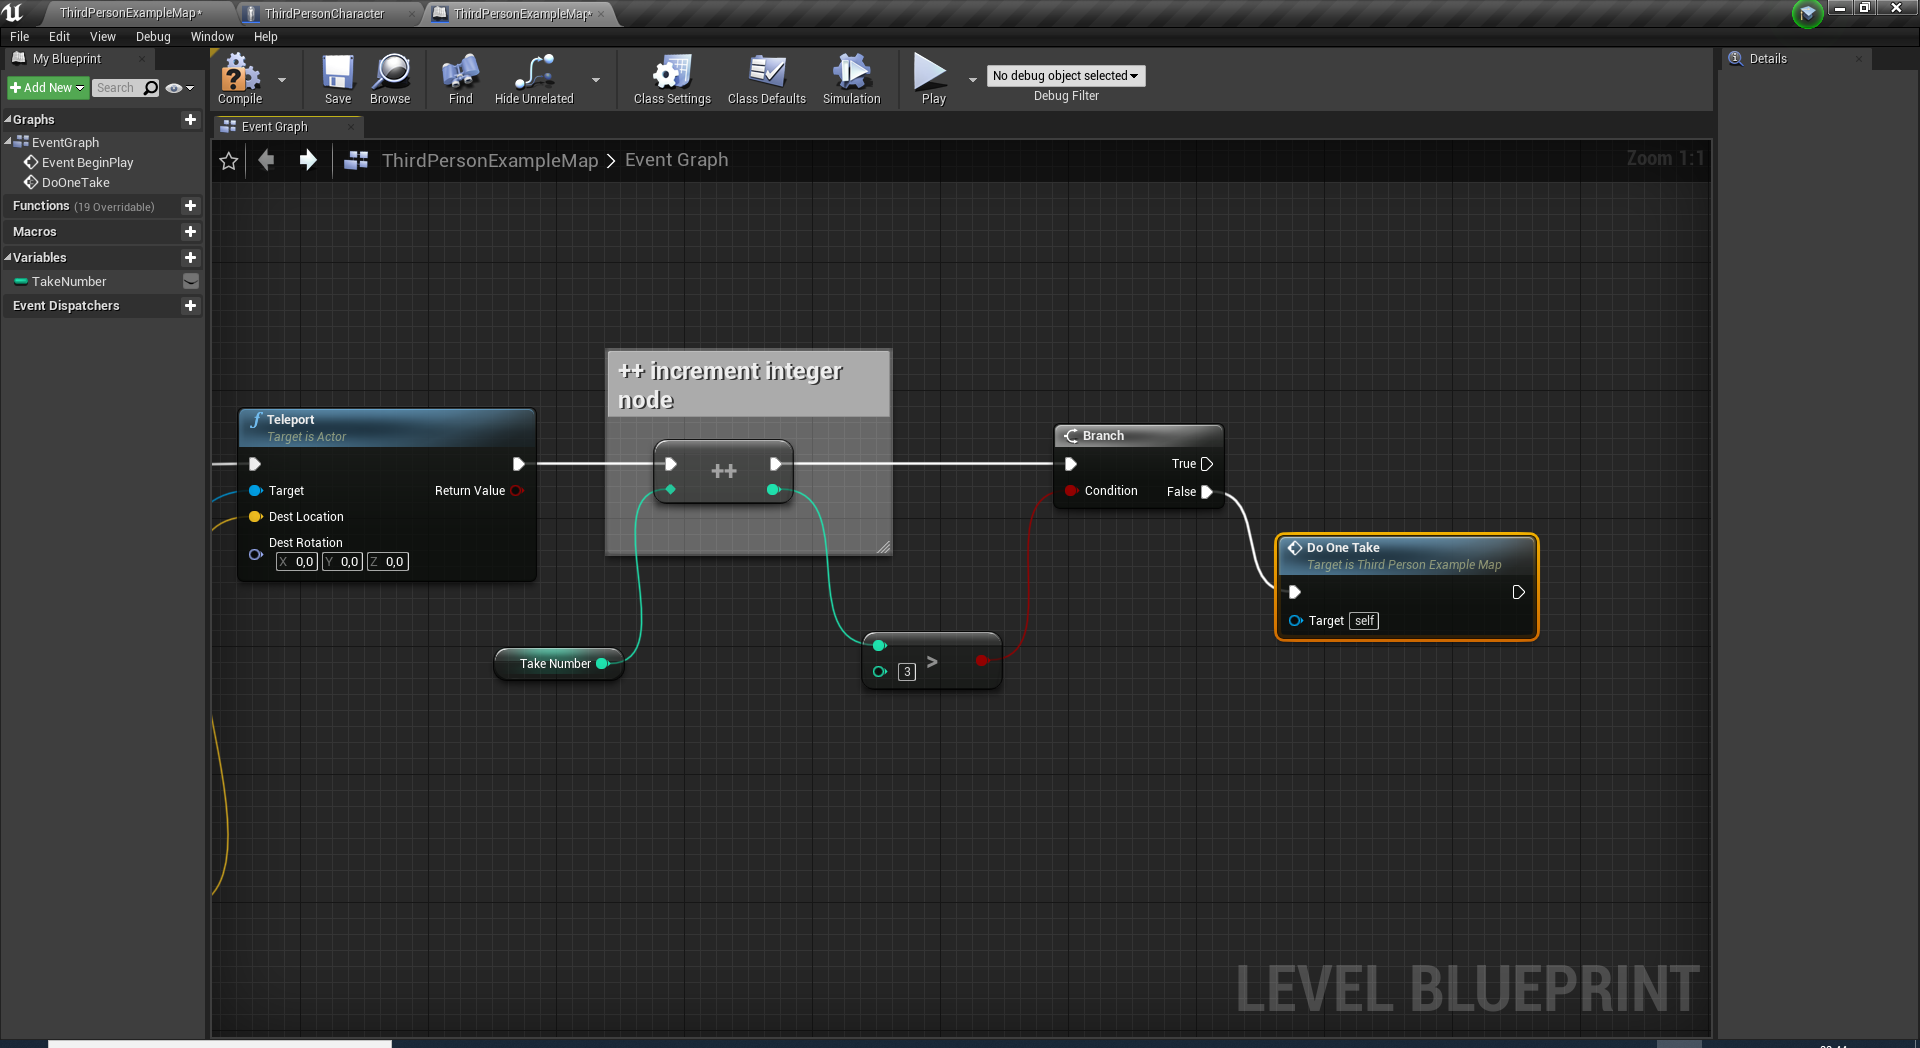 ThirdPersonExampleMap*
ThirdPersonCharacter
ThirdPersonExampleMap*
File Edit View Debug Window Help
My Blueprint
Details
Add New
Search
Compile
Save
Browse
Find
Hide Unrelated
Class Settings
Class Defaults
Simulation
Play
No debug object selected
Debug Filter
Graphs
Event Graph
EventGraph
Event BeginPlay
DoOneTake
ThirdPersonExampleMap > Event Graph
Zoom 1:1
Functions (19 Overridable)
Macros
Variables
TakeNumber
Event Dispatchers
++ increment integer
node
Teleport
Target is Actor
Target
Return Value
Dest Location
Dest Rotation
X 0,0 Y 0,0 Z 0,0
++
Branch
True
Condition
False
Do One Take
Target is Third Person Example Map
Target self
Take Number
3 >
LEVEL BLUEPRINT